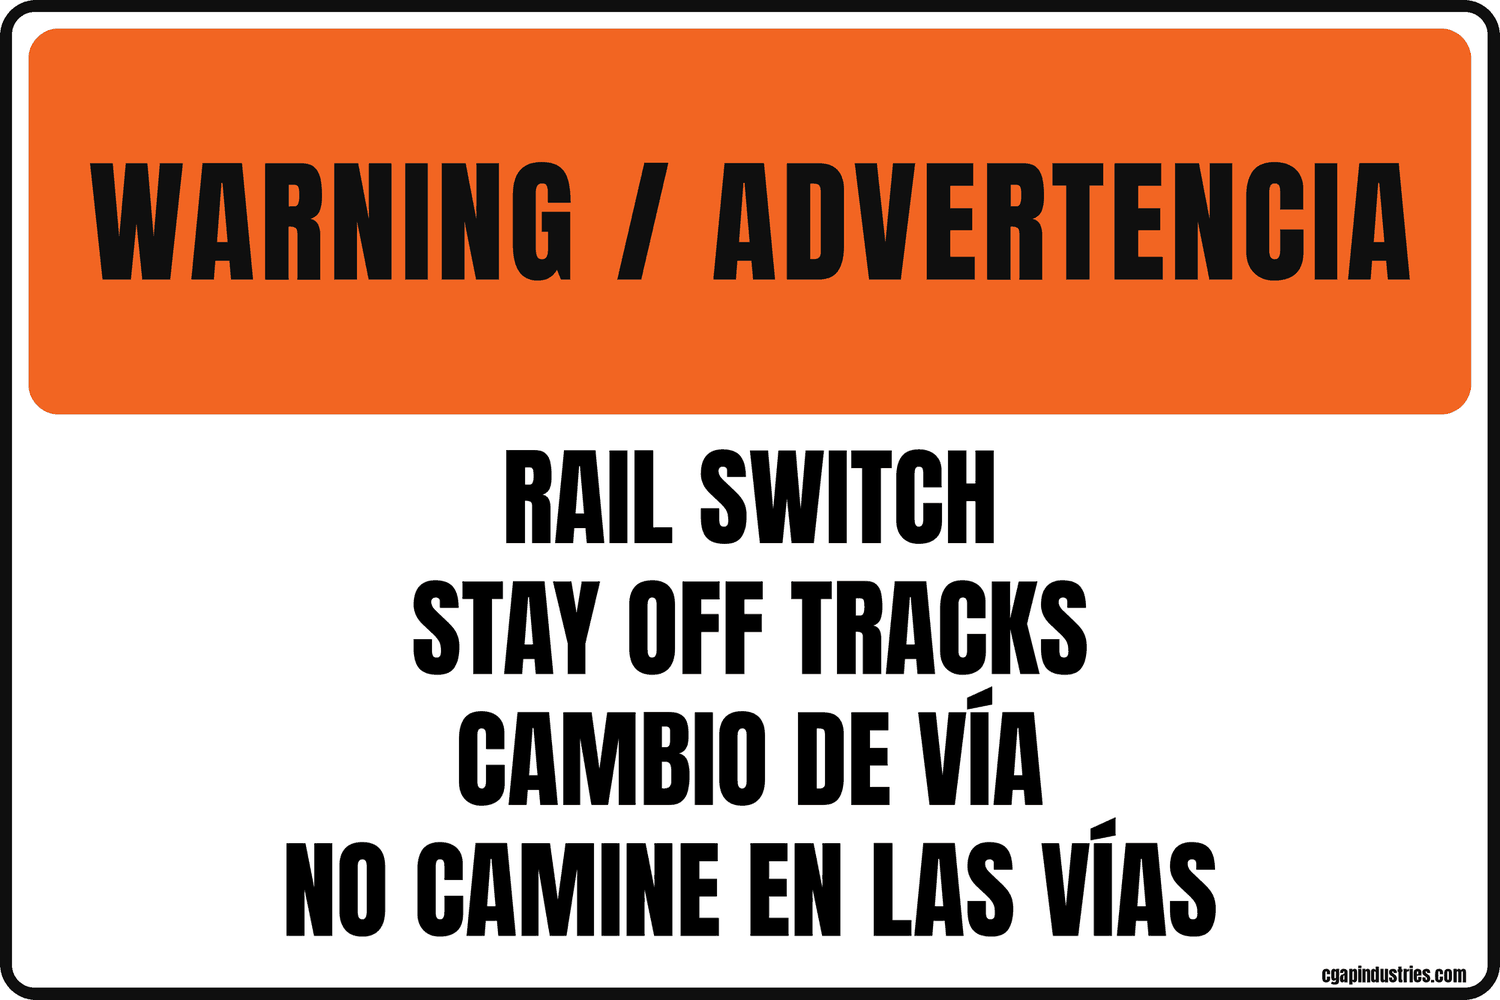 WARNING / ADVERTENCIA
RAIL SWITCH
STAY OFF TRACKS
CAMBIO DE VÍA
NO CAMINE EN LAS VÍAS
cgapindustries.com